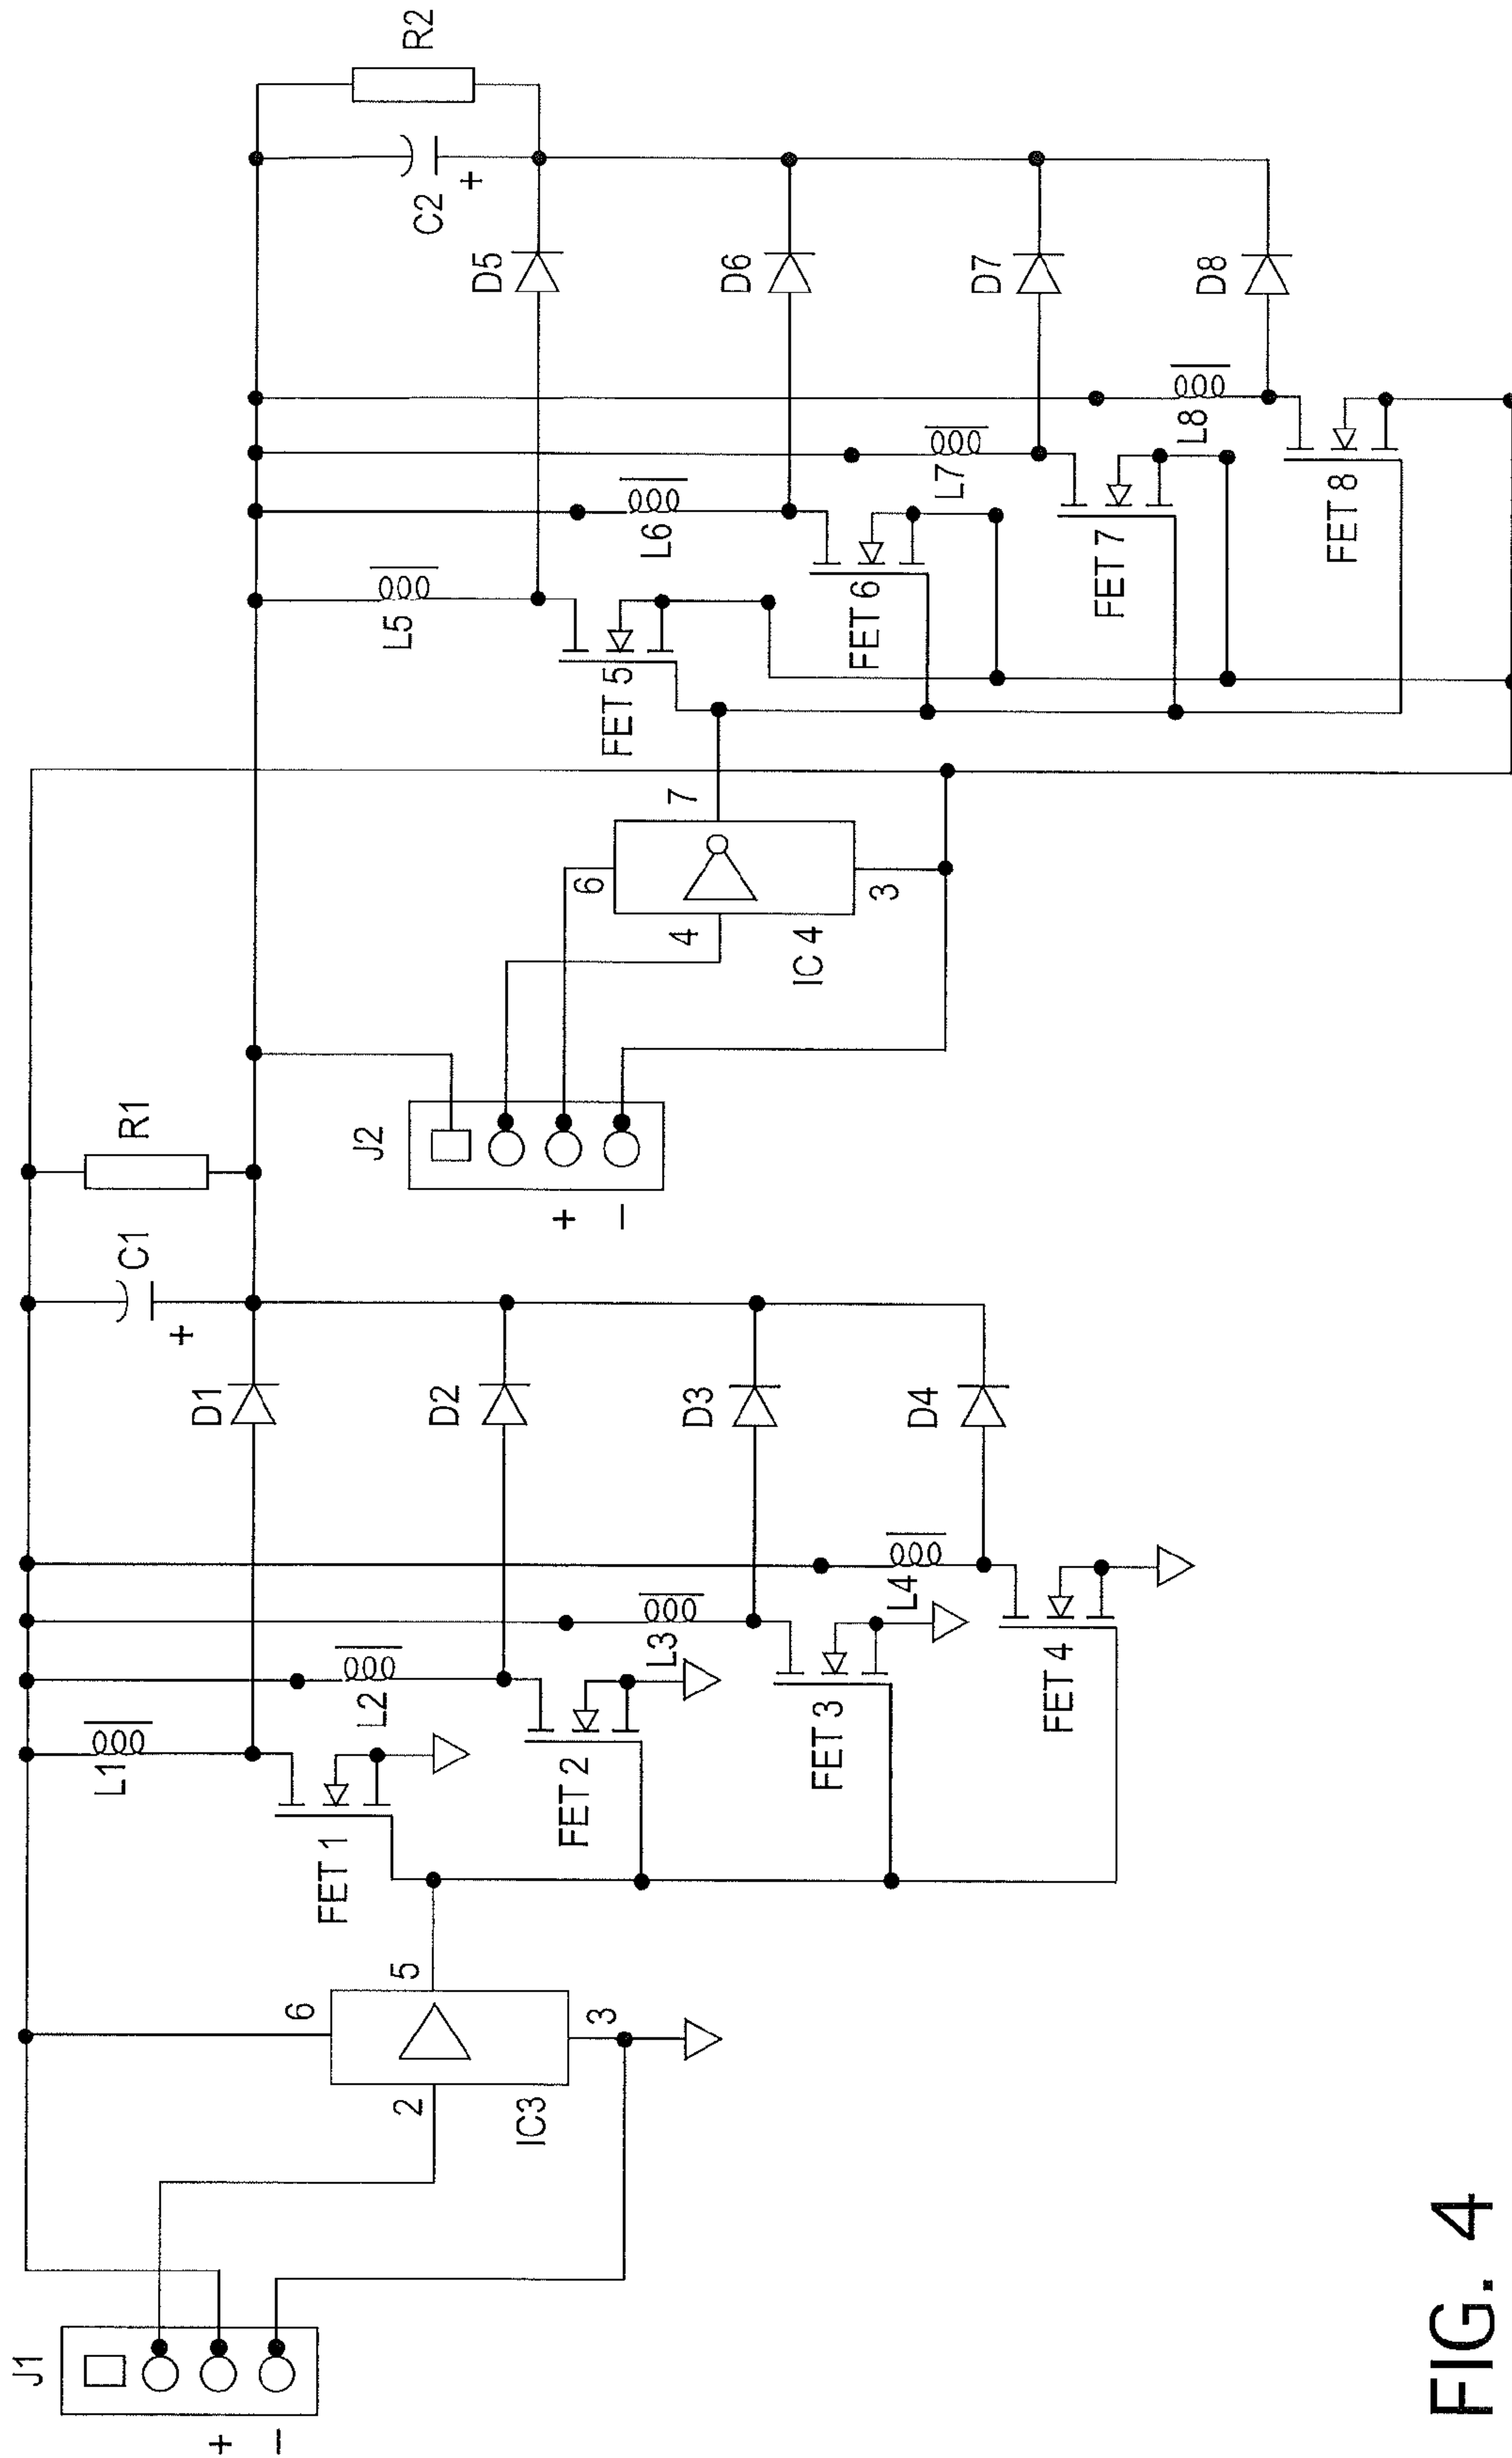 R2
C2
+
D5
D6
D7
D8
L5
L6
L7
L8
FET 5
FET 6
FET 7
FET 8
7
6
4
3
IC 4
R1
J2
+
–
C1
+
D1
D2
D3
D4
L1
L2
L3
L4
FET 1
FET 2
FET 3
FET 4
6
5
3
2
IC3
J1
+
–
FIG. 4